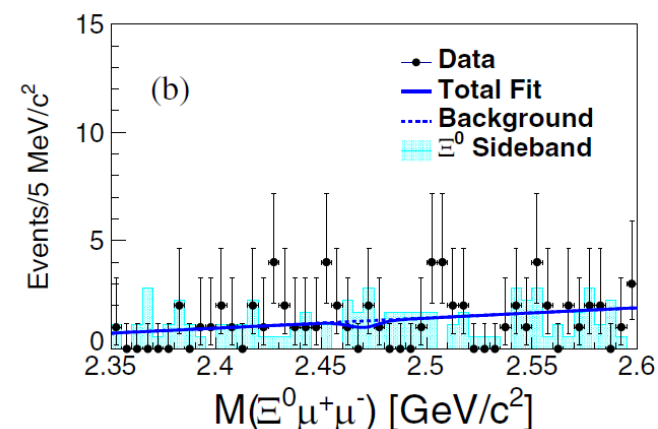 15
10
5
0
Events/5 MeV/c²
(b)
Data
Total Fit
Background
Ξ⁰ Sideband
2.35 2.4 2.45 2.5 2.55 2.6
M(Ξ⁰μ⁺μ⁻) [GeV/c²]